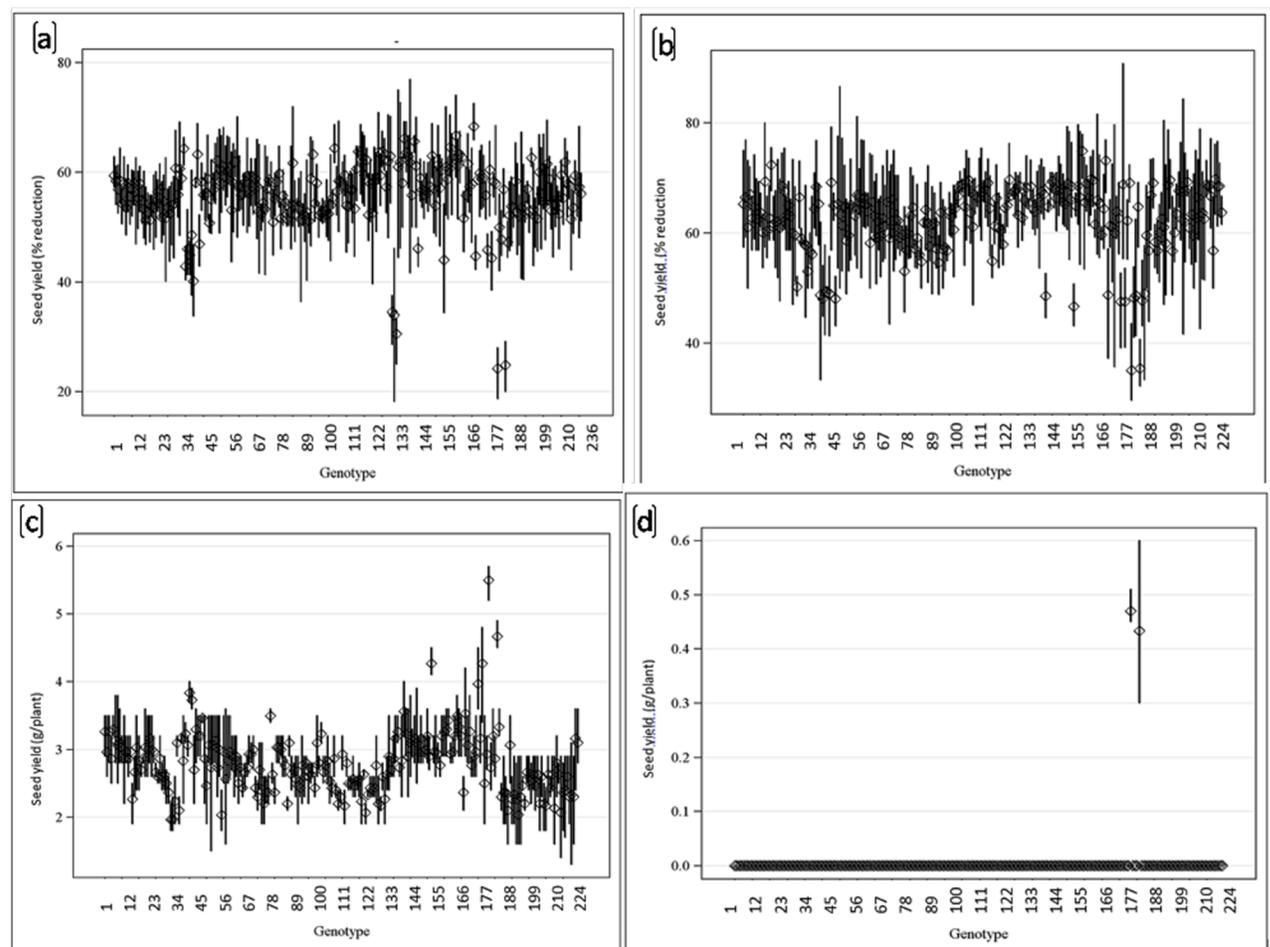 (a)
80
60
40
20
Seed yield (% reduction)
1 12 23 34 45 56 67 78 89 100 111 122 133 144 155 166 177 188 199 210 236
Genotype
(b)
80
60
40
Seed yield (% reduction
1 12 23 34 45 56 67 78 89 100 111 122 133 144 155 166 177 188 199 210 224
Genotype
(c)
6
5
4
3
2
Seed yield (g/plant)
1 12 23 34 45 56 67 78 89 100 111 122 133 144 155 166 177 188 199 210 224
Genotype
(d)
0.6
0.5
0.4
0.3
0.2
0.1
0.0
Seed yield (g/plant)
1 12 23 34 45 56 67 78 89 100 111 122 133 144 155 166 177 188 199 210 224
Genotype